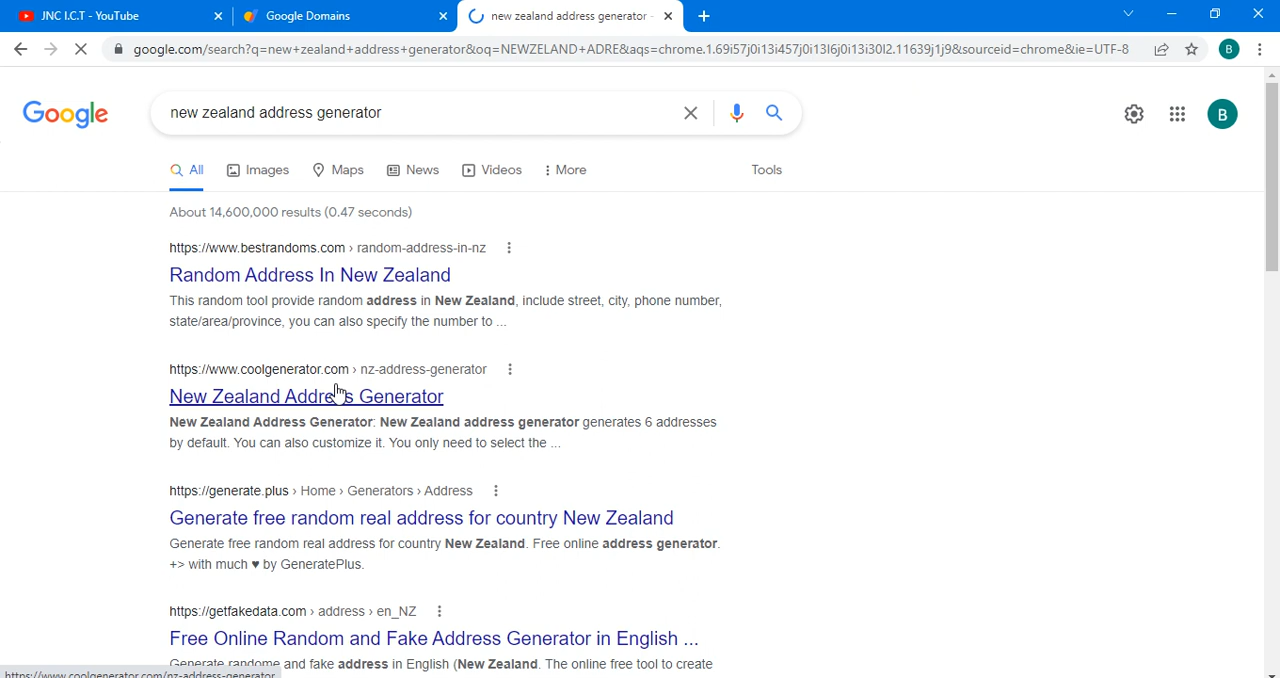 JNC I.C.T - YouTube
Google Domains
new zealand address generator -
google.com/search?q=new+zealand+address+generator&oq=NEWZELAND+ADRE&aqs=chrome.1.69i57j0i13i457j0i13l6j0i13i30l2.11639j1j9&sourceid=chrome&ie=UTF-8
B
Google
new zealand address generator
B
All
Images
Maps
News
Videos
More
Tools
About 14,600,000 results (0.47 seconds)
https://www.bestrandoms.com › random-address-in-nz
Random Address In New Zealand
This random tool provide random address in New Zealand, include street, city, phone number,
state/area/province, you can also specify the number to ...
https://www.coolgenerator.com › nz-address-generator
New Zealand Address Generator
New Zealand Address Generator: New Zealand address generator generates 6 addresses
by default. You can also customize it. You only need to select the ...
https://generate.plus › Home › Generators › Address
Generate free random real address for country New Zealand
Generate free random real address for country New Zealand. Free online address generator.
+> with much ♥ by GeneratePlus.
https://getfakedata.com › address › en_NZ
Free Online Random and Fake Address Generator in English ...
Generate randome and fake address in English (New Zealand. The online free tool to create
https://www.coolgenerator.com/nz-address-generator